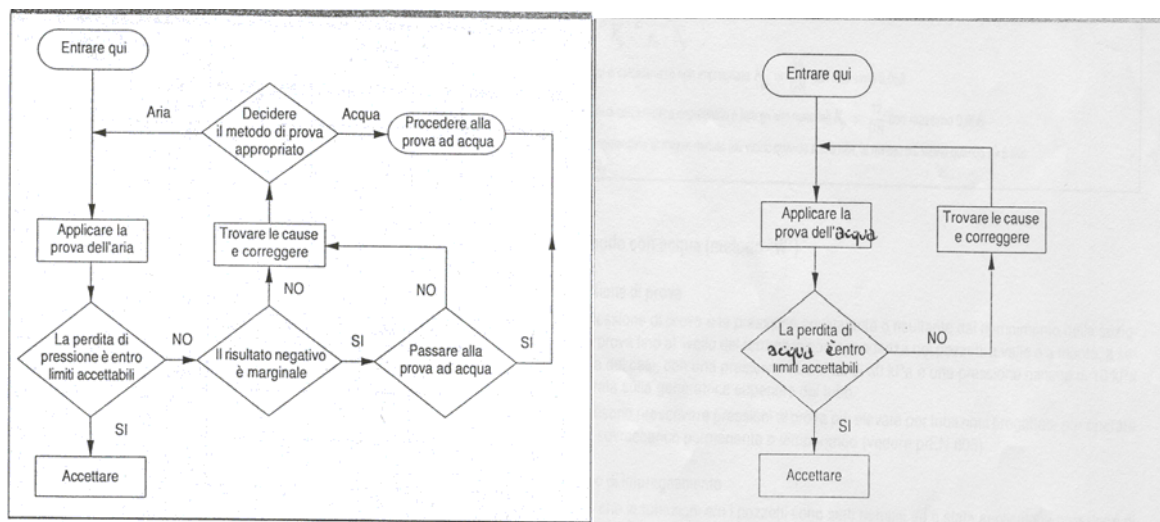 Entrare qui
Aria
Decidere
il metodo di prova
appropriato
Acqua
Procedere alla
prova ad acqua
Applicare la
prova dell'aria
Trovare le cause
e correggere
NO
NO
La perdita di
pressione è entro
limiti accettabili
NO
Il risultato negativo
è marginale
SI
Passare alla
prova ad acqua
SÍ
SI
Accettare
Entrare qui
Applicare la
prova dell'acqua
Trovare le cause
e correggere
La perdita di
acqua è entro
limiti accettabili
NO
SI
Accettare